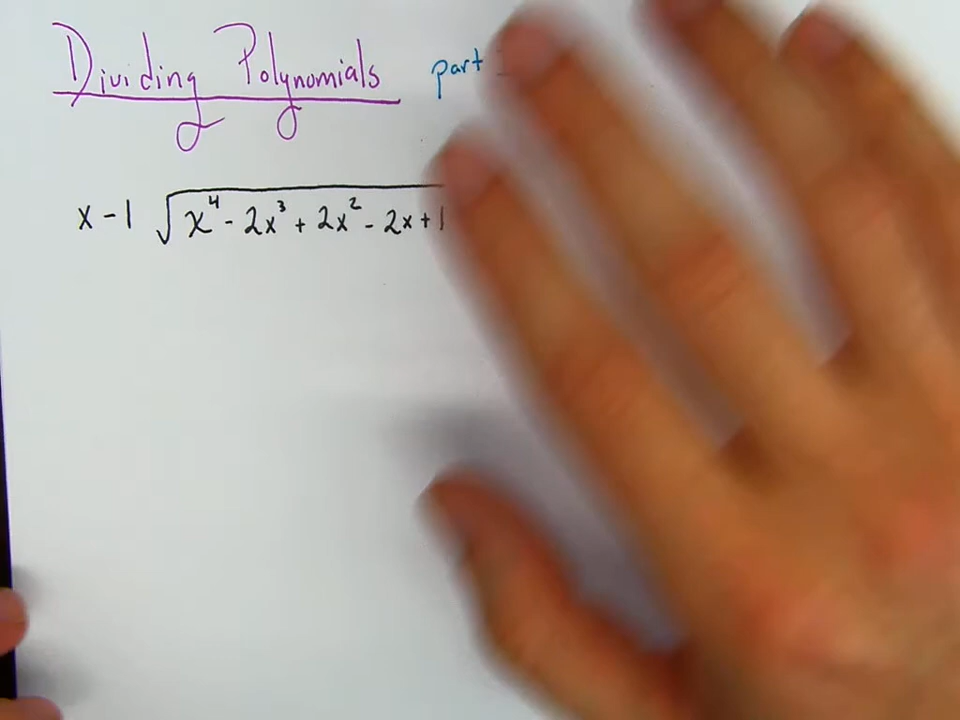 Dividing Polynomials part
x - 1 √x⁴ - 2x³ + 2x² - 2x + 1